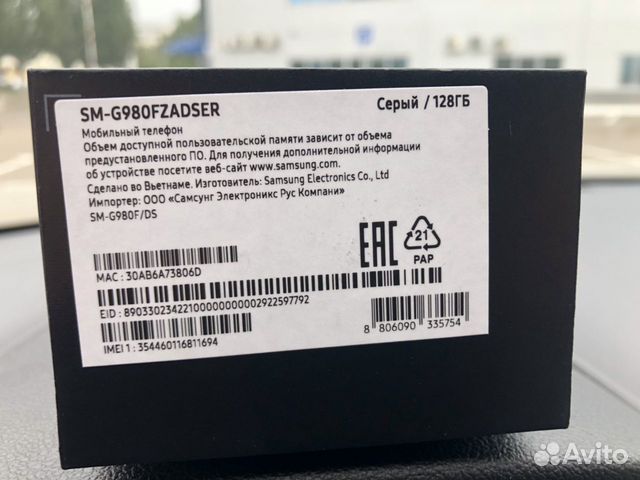 SM-G980FZADSER
Серый / 128ГБ
Мобильный телефон
Объем доступной пользовательской памяти зависит от объема
предустановленного ПО. Для получения дополнительной информации
об устройстве посетите веб-сайт www.samsung.com.
Сделано во Вьетнаме. Изготовитель: Samsung Electronics Co., Ltd
Импортер: ООО «Самсунг Электроникс Рус Компани»
SM-G980F/DS
EAC
21
PAP
MAC : 30AB6A73806D
EID : 89033023422100000000002922597792
IMEI 1 : 354460116811694
8 806090 335754
Avito